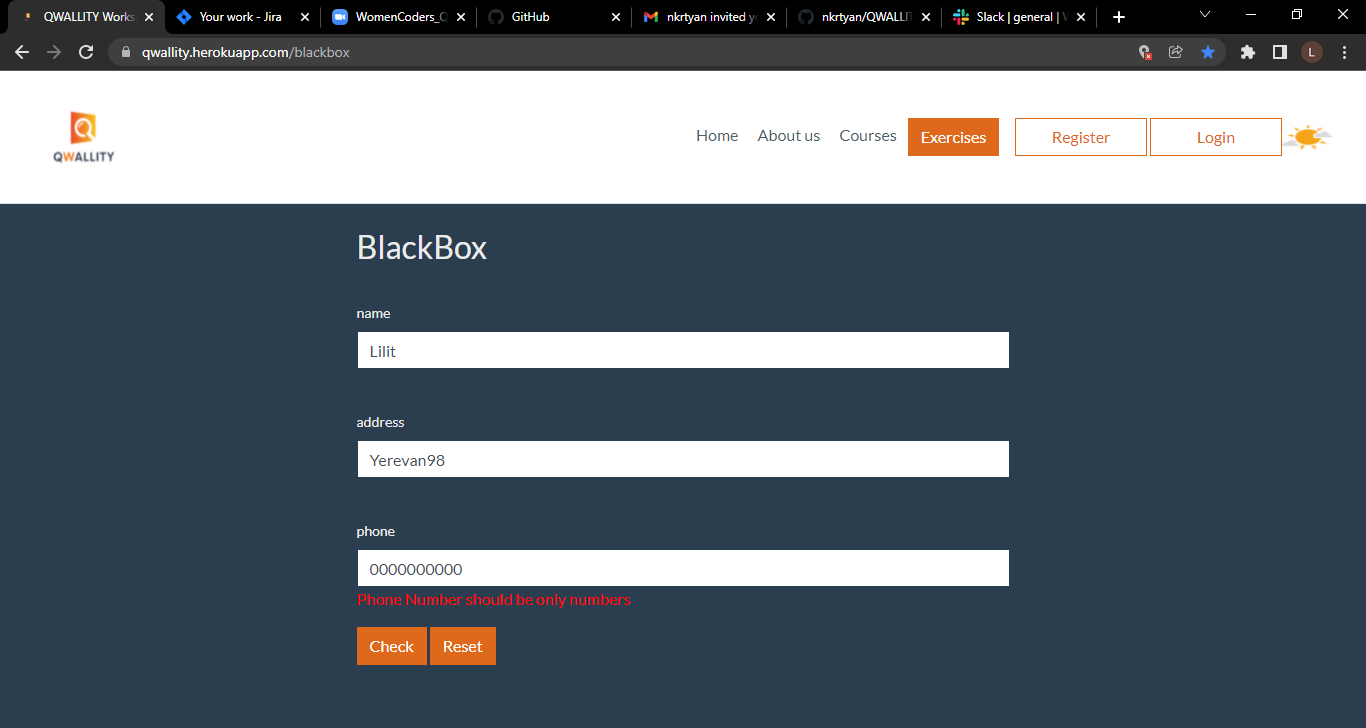 QWALLITY Works
Your work - Jira
WomenCoders_
GitHub
nkrtyan invited
nkrtyan/QWALLIT
Slack | general |
qwallity.herokuapp.com/blackbox
L
QWALLITY
Home
About us
Courses
Exercises
Register
Login
BlackBox
name
Lilit
address
Yerevan98
phone
0000000000
Phone Number should be only numbers
Check
Reset